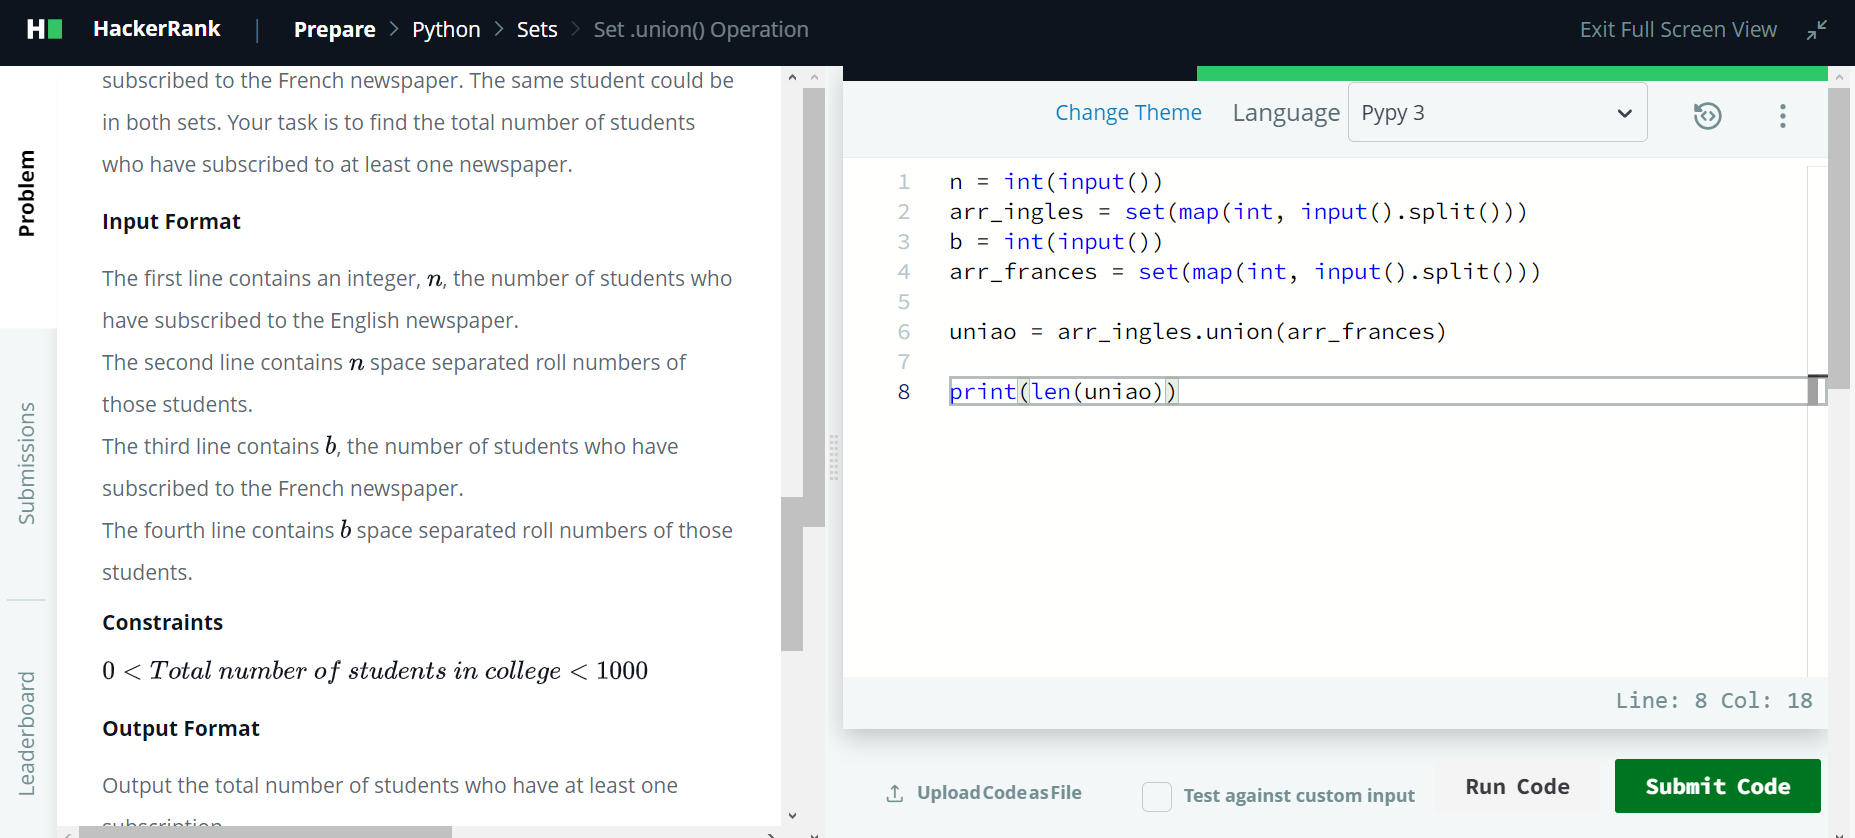 HackerRank | Prepare > Python > Sets > Set .union() Operation
Exit Full Screen View
Problem
Submissions
Leaderboard
subscribed to the French newspaper. The same student could be
in both sets. Your task is to find the total number of students
who have subscribed to at least one newspaper.
Input Format
The first line contains an integer, n, the number of students who
have subscribed to the English newspaper.
The second line contains n space separated roll numbers of
those students.
The third line contains b, the number of students who have
subscribed to the French newspaper.
The fourth line contains b space separated roll numbers of those
students.
Constraints
0 < Total number of students in college < 1000
Output Format
Output the total number of students who have at least one
subscription
Change Theme Language Pypy 3
1 n = int(input())
2 arr_ingles = set(map(int, input().split()))
3 b = int(input())
4 arr_frances = set(map(int, input().split()))
5
6 uniao = arr_ingles.union(arr_frances)
7
8 print(len(uniao))
Line: 8 Col: 18
Upload Code as File
Test against custom input
Run Code
Submit Code